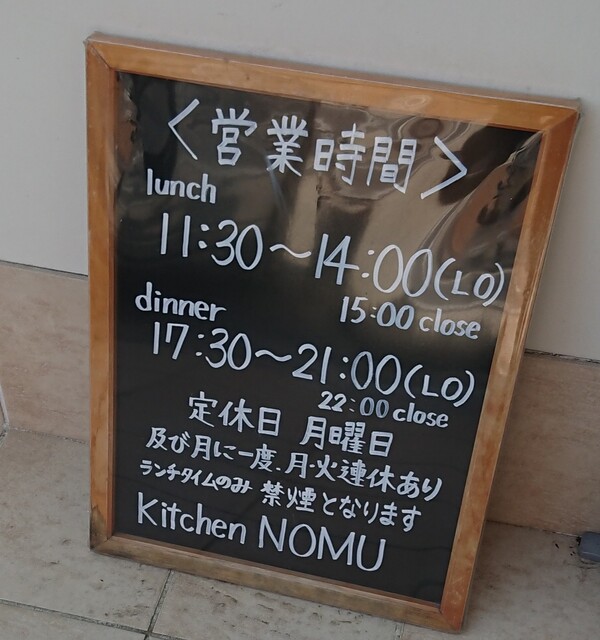 〈営業時間〉
lunch
11:30～14:00(LO)
15:00 close
dinner
17:30～21:00(LO)
22:00 close
定休日 月曜日
及び月に一度、月・火連休あり
ランチタイムのみ 禁煙となります
Kitchen NOMU